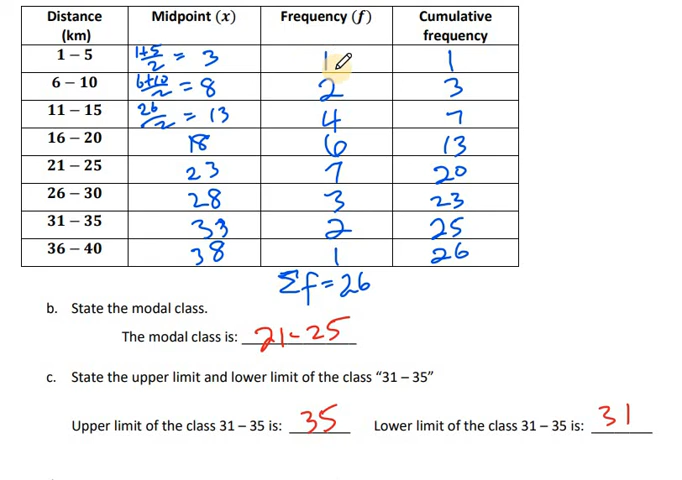 Distance (km) Midpoint (x) Frequency (f) Cumulative frequency
1 – 5 1+5/2 = 3 1 1
6 – 10 6+10/2 = 8 2 3
11 – 15 26/2 = 13 4 7
16 – 20 18 6 13
21 – 25 23 7 20
26 – 30 28 3 23
31 – 35 33 2 25
36 – 40 38 1 26
Σf = 26
b. State the modal class.
The modal class is: 21-25
c. State the upper limit and lower limit of the class “31 – 35”
Upper limit of the class 31 – 35 is: 35 Lower limit of the class 31 – 35 is: 31